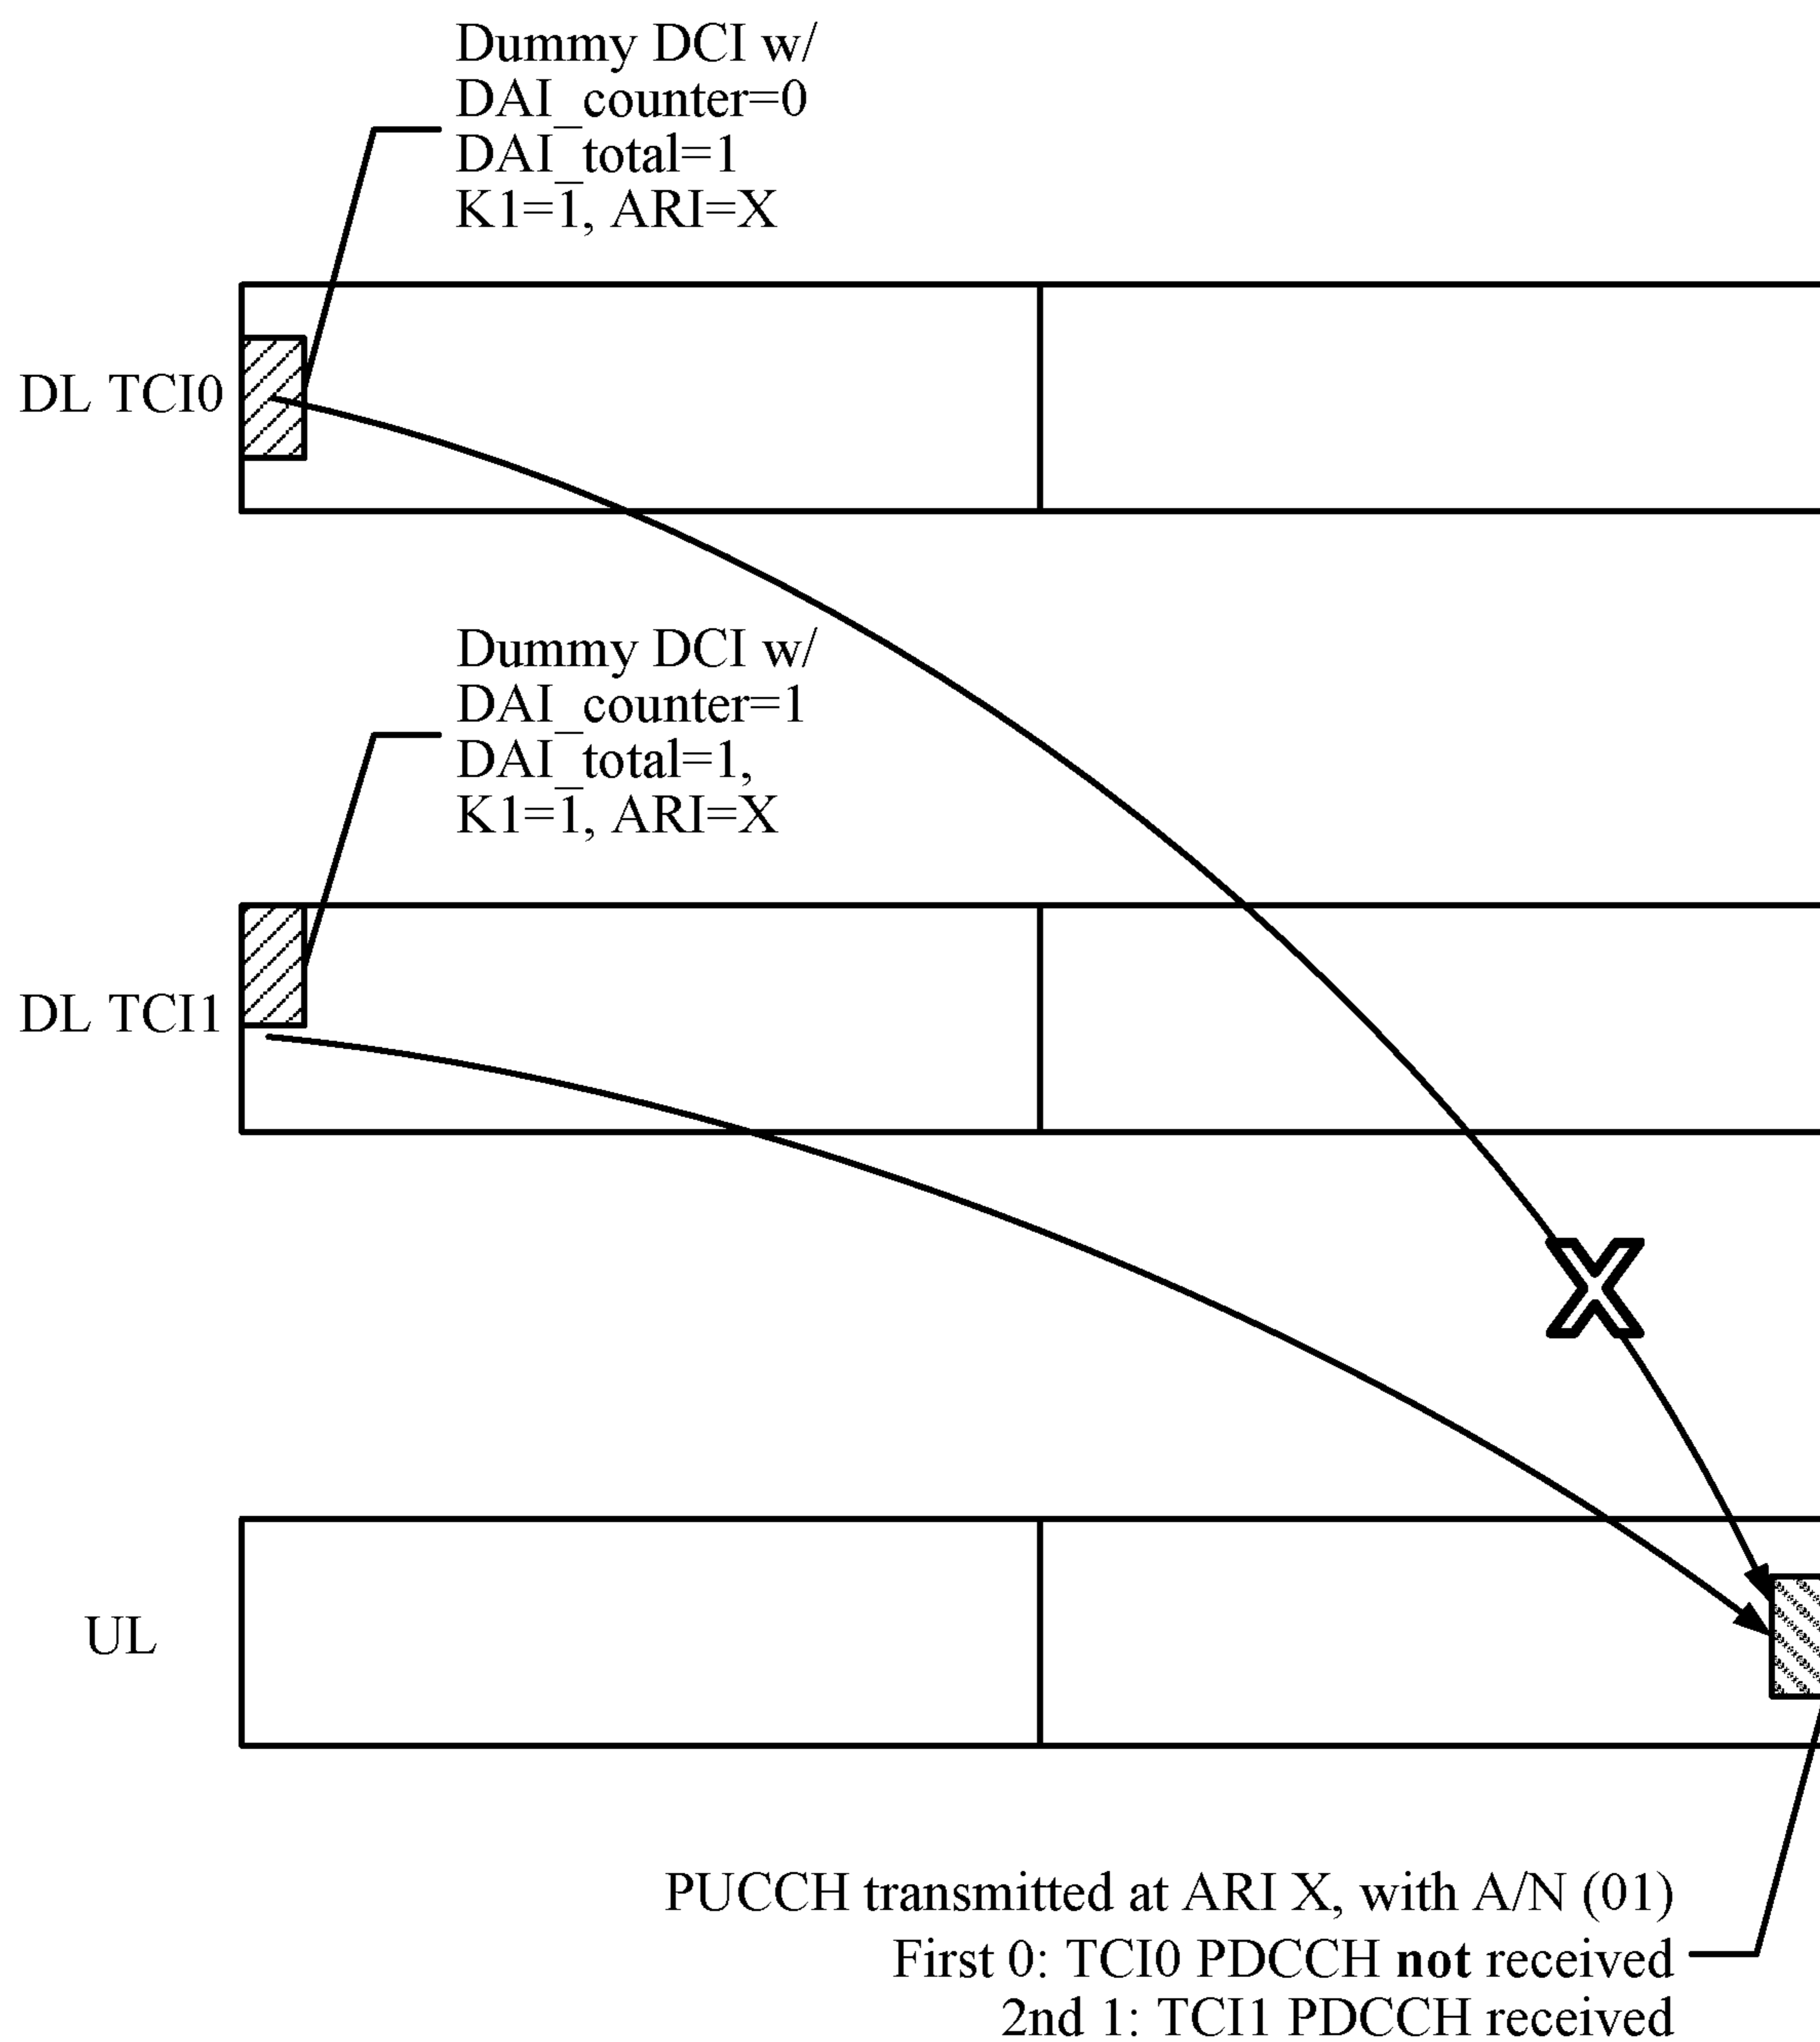 Dummy DCI w/
DAI_counter=0
DAI_total=1
K1=1, ARI=X
DL TCI0
Dummy DCI w/
DAI_counter=1
DAI_total=1,
K1=1, ARI=X
DL TCI1
UL
PUCCH transmitted at ARI X, with A/N (01)
First 0: TCI0 PDCCH not received
2nd 1: TCI1 PDCCH received